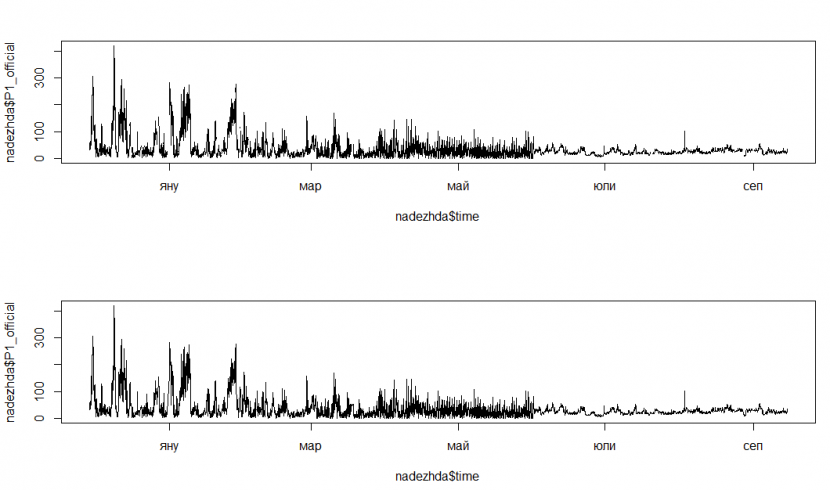 nadezhda$P1_official
300
100
0
яну
мар
май
юли
сеп
nadezhda$time
nadezhda$P1_official
300
100
0
яну
мар
май
юли
сеп
nadezhda$time